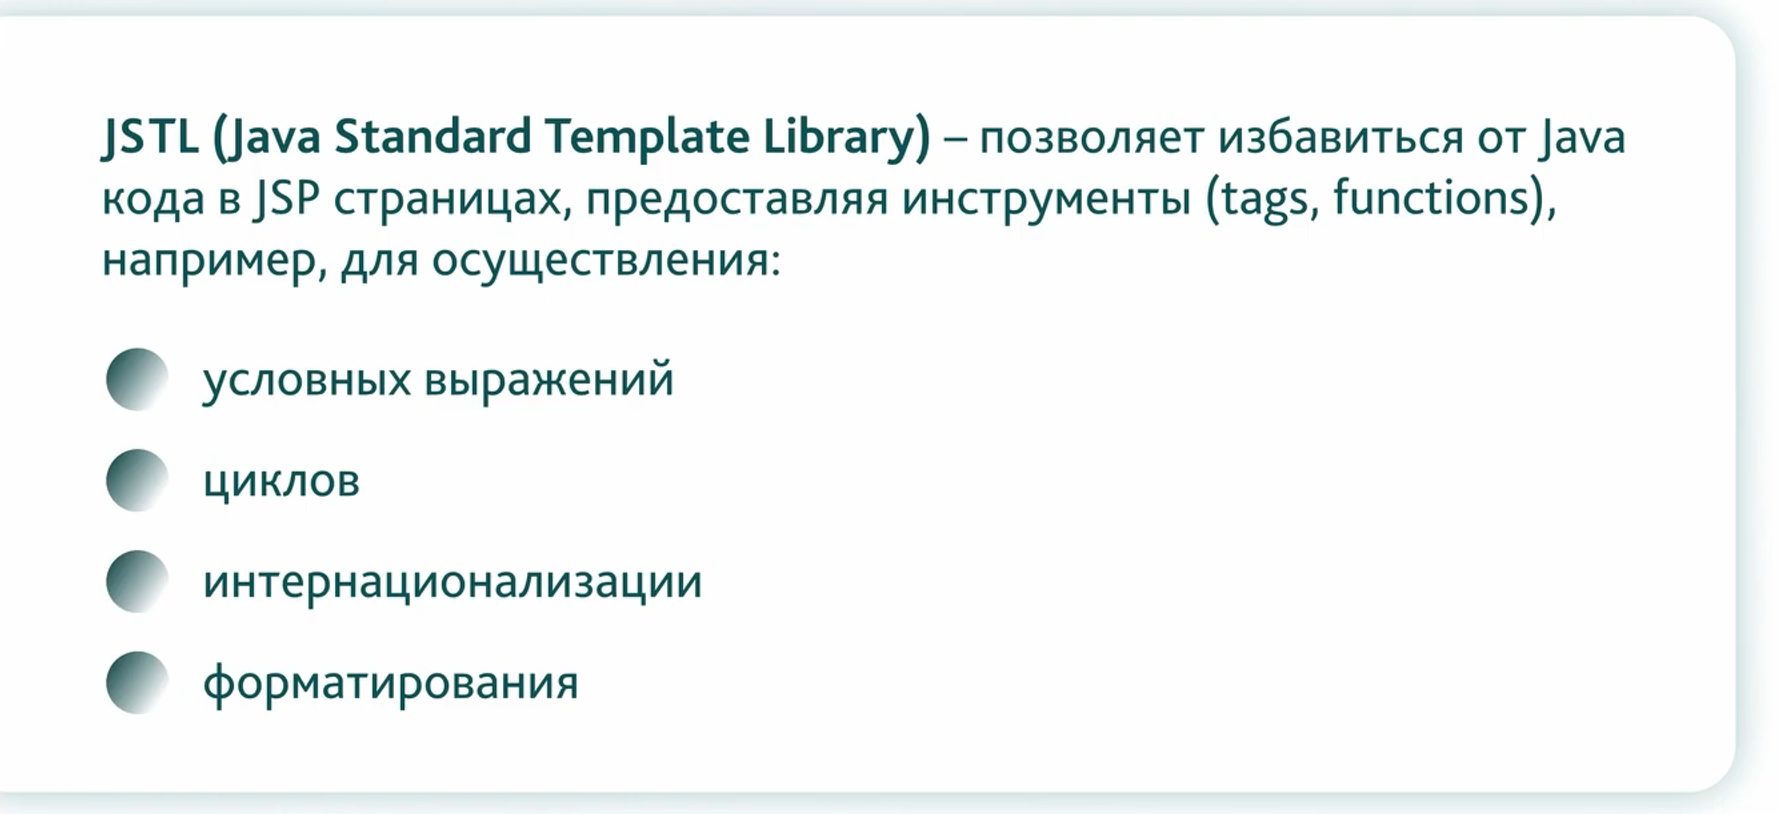 JSTL (Java Standard Template Library) – позволяет избавиться от Java
кода в JSP страницах, предоставляя инструменты (tags, functions),
например, для осуществления:
условных выражений
циклов
интернационализации
форматирования